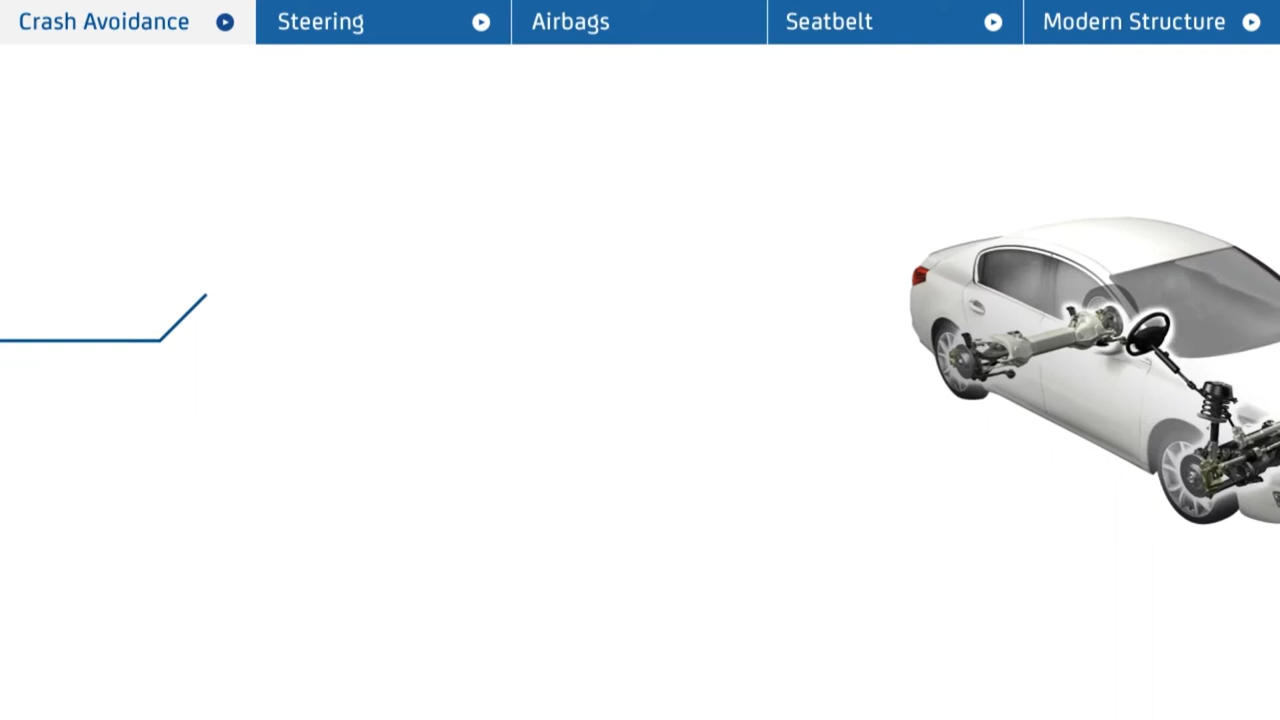 Crash Avoidance
Steering
Airbags
Seatbelt
Modern Structure